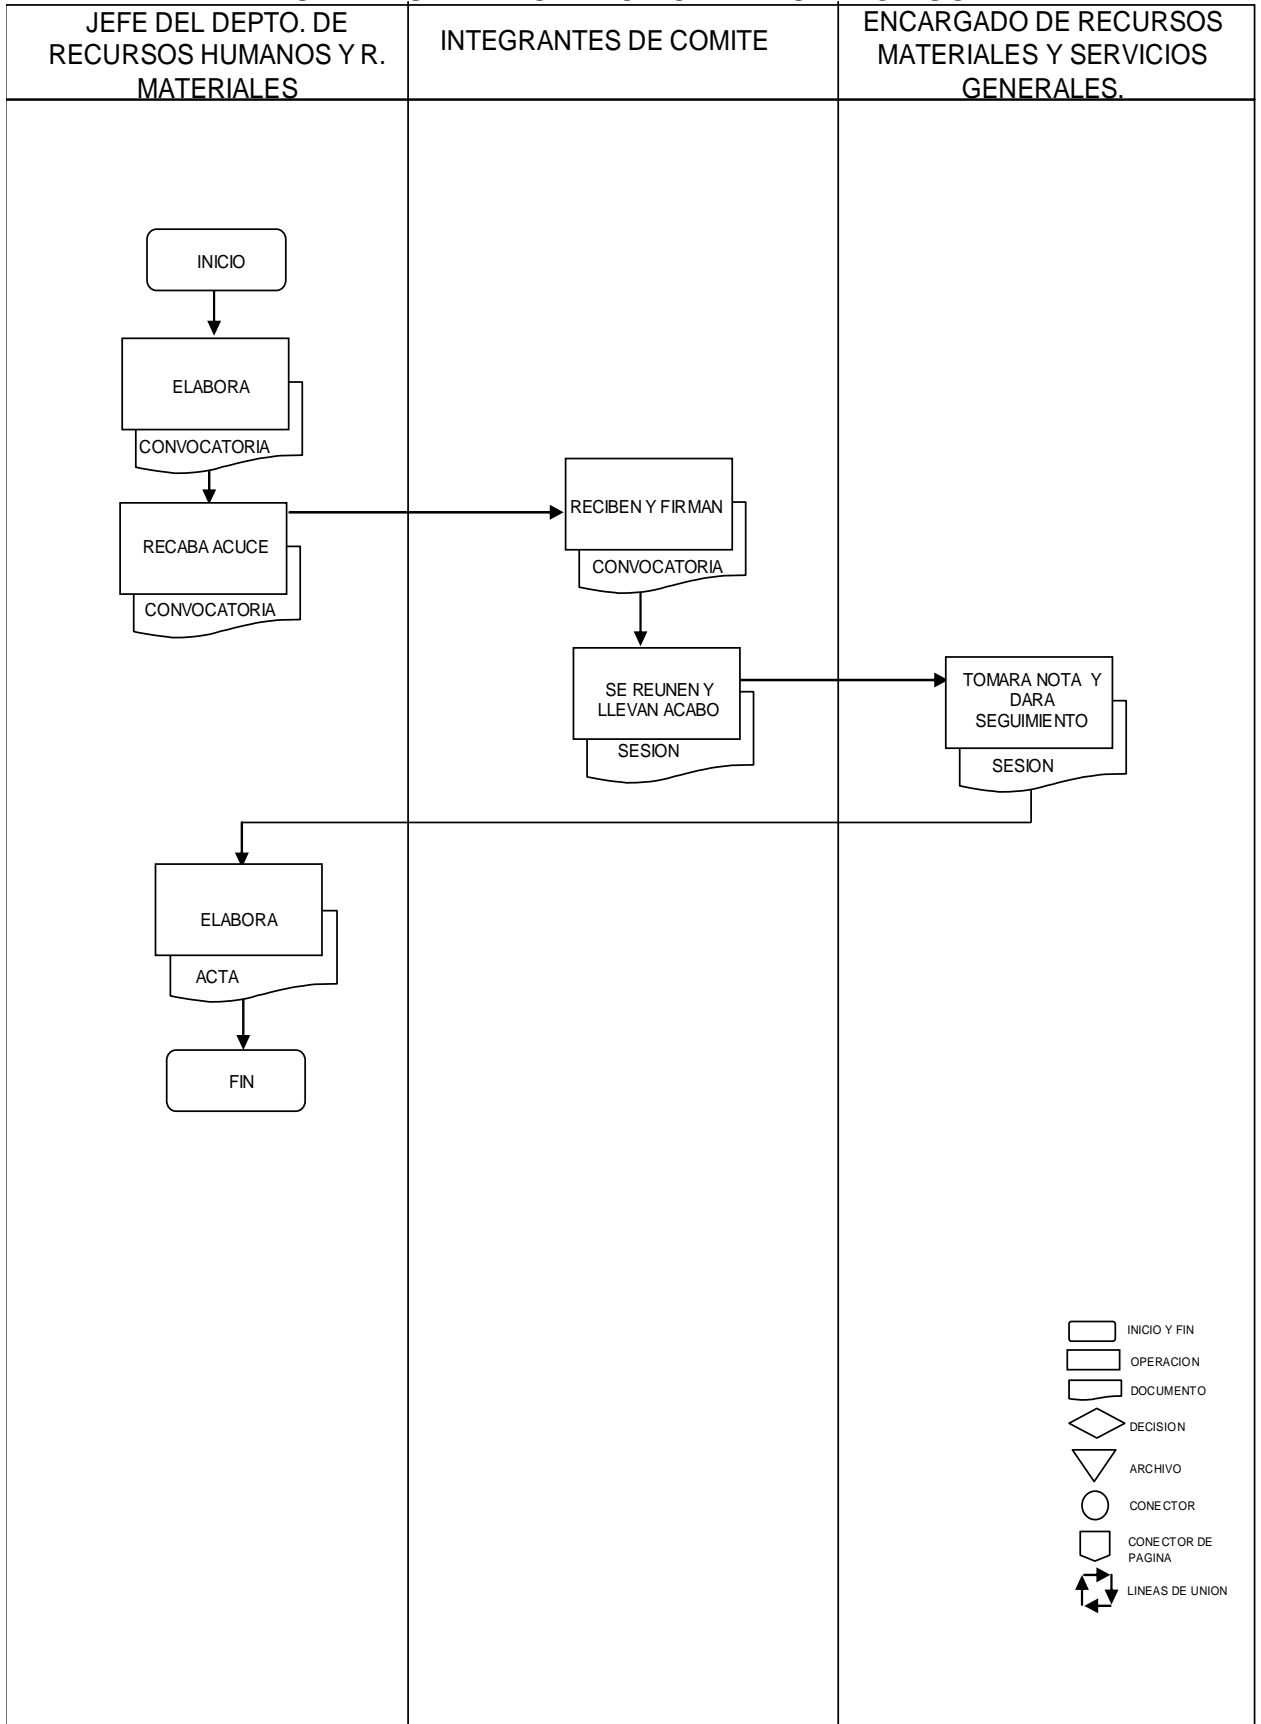 JEFE DEL DEPTO. DE
RECURSOS HUMANOS Y R.
MATERIALES
INTEGRANTES DE COMITE
ENCARGADO DE RECURSOS
MATERIALES Y SERVICIOS
GENERALES.
INICIO
ELABORA
CONVOCATORIA
RECABA ACUCE
CONVOCATORIA
RECIBEN Y FIRMAN
CONVOCATORIA
SE REUNEN Y
LLEVAN ACABO
SESION
TOMARA NOTA Y
DARA
SEGUIMIENTO
SESION
ELABORA
ACTA
FIN
INICIO Y FIN
OPERACION
DOCUMENTO
DECISION
ARCHIVO
CONECTOR
CONECTOR DE
PAGINA
LINEAS DE UNION